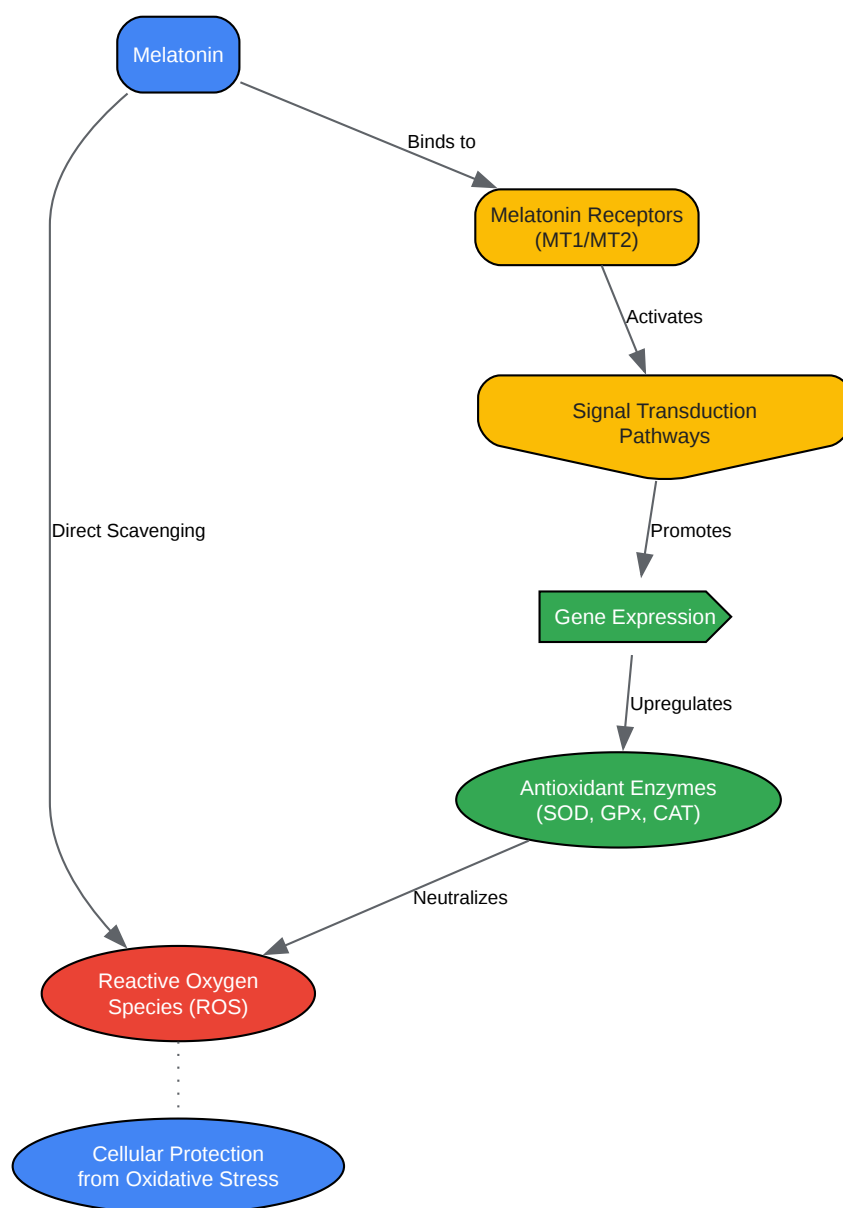 Melatonin
Binds to
Melatonin Receptors
(MT1/MT2)
Activates
Signal Transduction
Pathways
Direct Scavenging
Promotes
Gene Expression
Upregulates
Antioxidant Enzymes
(SOD, GPx, CAT)
Neutralizes
Reactive Oxygen
Species (ROS)
Cellular Protection
from Oxidative Stress